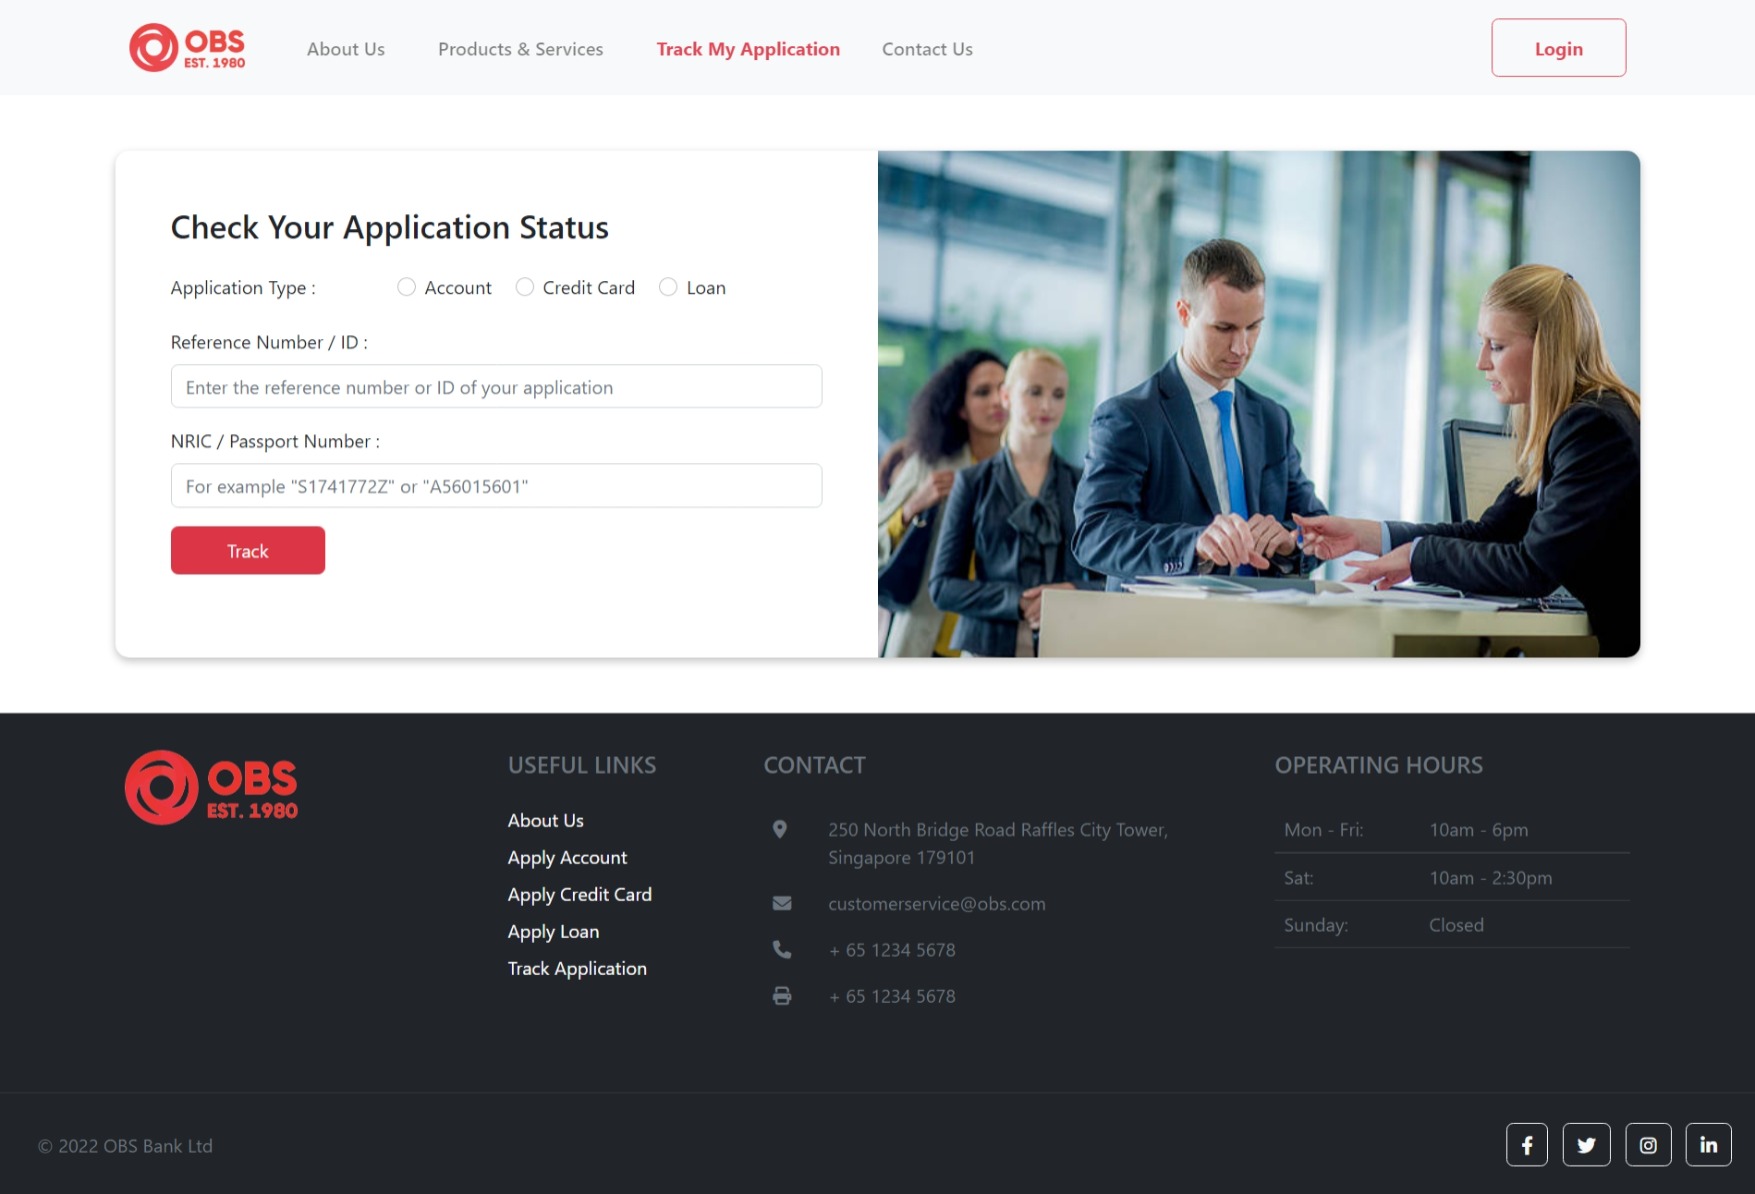 OBS
EST. 1980
About Us
Products & Services
Track My Application
Contact Us
Login
Check Your Application Status
Application Type :
Account
Credit Card
Loan
Reference Number / ID :
Enter the reference number or ID of your application
NRIC / Passport Number :
For example "S1741772Z" or "A56015601"
Track
OBS
EST. 1980
USEFUL LINKS
About Us
Apply Account
Apply Credit Card
Apply Loan
Track Application
CONTACT
250 North Bridge Road Raffles City Tower,
Singapore 179101
customerservice@obs.com
+ 65 1234 5678
+ 65 1234 5678
OPERATING HOURS
Mon - Fri: 10am - 6pm
Sat: 10am - 2:30pm
Sunday: Closed
© 2022 OBS Bank Ltd